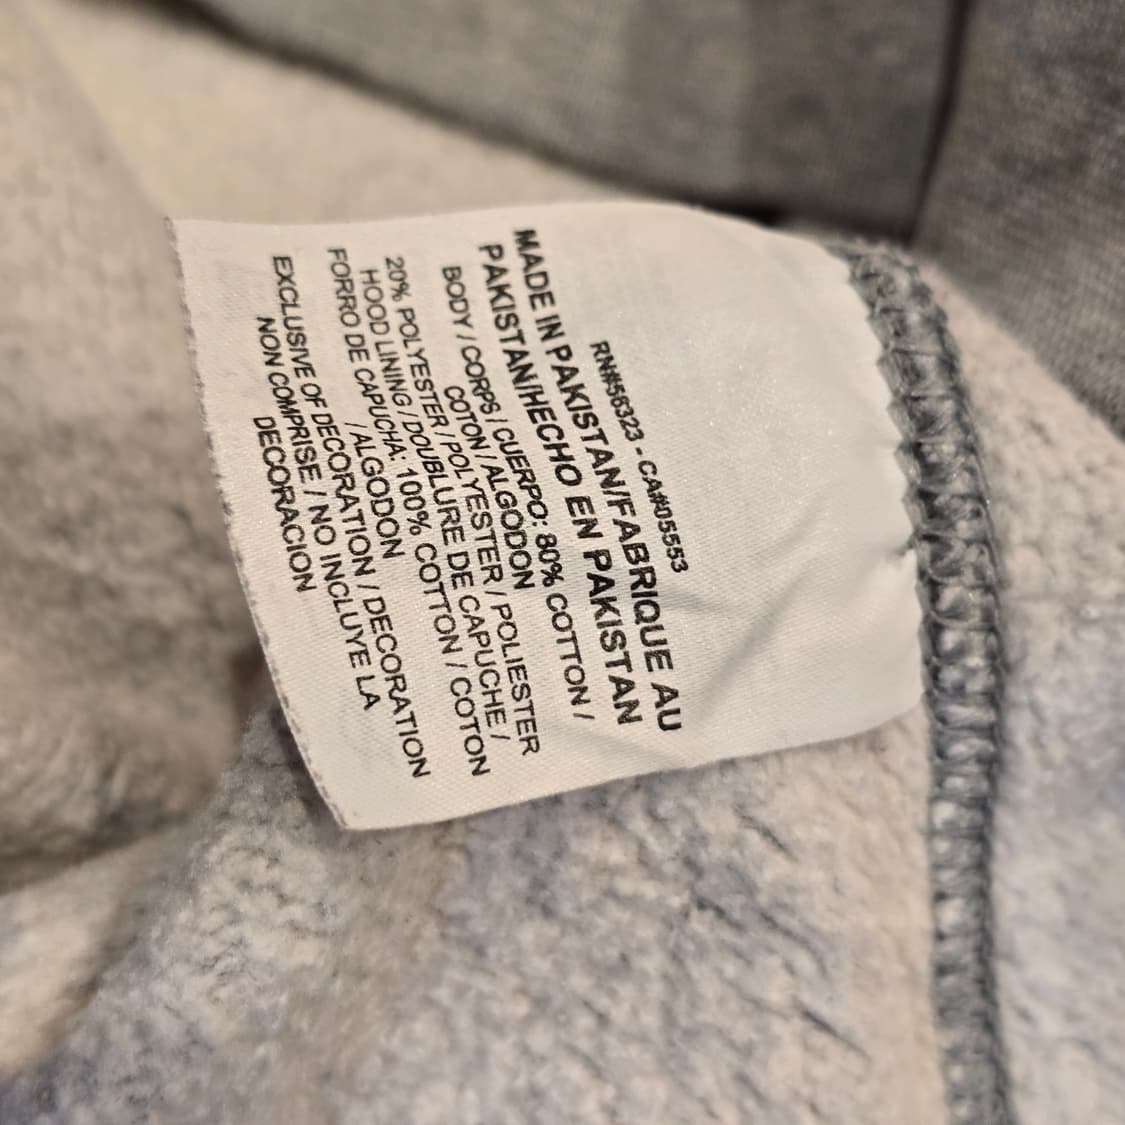 RN#56323 - CA#05553
MADE IN PAKISTAN/FABRIQUE AU
PAKISTAN/HECHO EN PAKISTAN
BODY / CORPS / CUERPO: 80% COTTON /
COTON / ALGODON
20% POLYESTER / POLYESTER / POLIESTER
HOOD LINING / DOUBLURE DE CAPUCHE /
FORRO DE CAPUCHA: 100% COTTON / COTON
/ ALGODON
EXCLUSIVE OF DECORATION / DECORATION
NON COMPRISE / NO INCLUYE LA
DECORACION